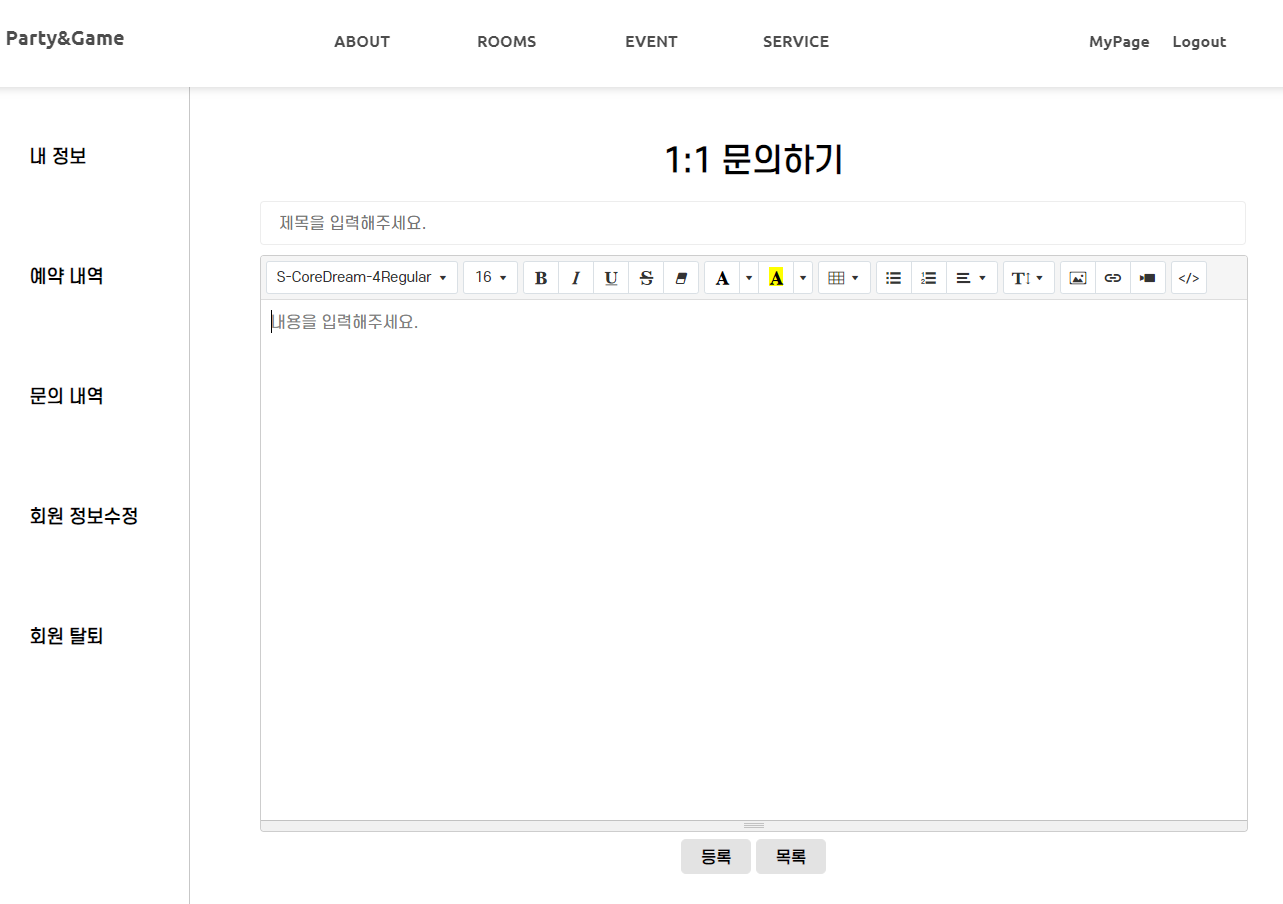 Party&Game
ABOUT ROOMS EVENT SERVICE MyPage Logout
내 정보
예약 내역
문의 내역
회원 정보수정
회원 탈퇴
1:1 문의하기
제목을 입력해주세요.
S-CoreDream-4Regular 16 B I U S A A T </>
내용을 입력해주세요.
등록 목록